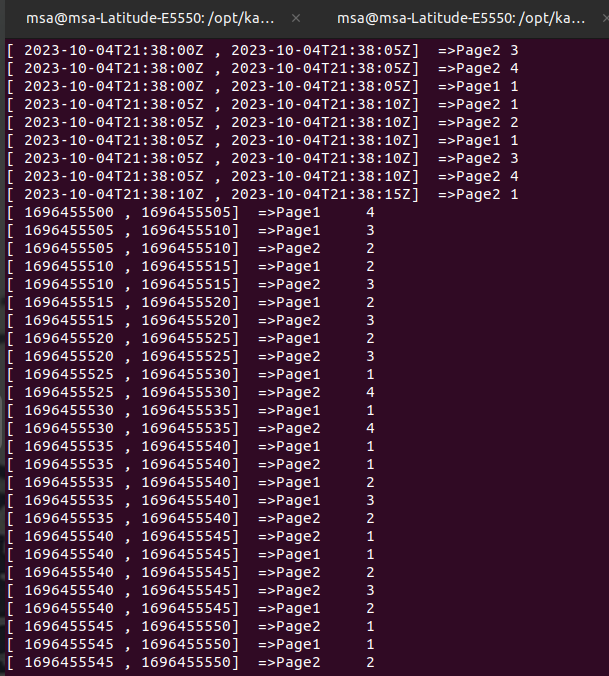 msa@msa-Latitude-E5550: /opt/ka... × msa@msa-Latitude-E5550: /opt/ka... ×
[ 2023-10-04T21:38:00Z , 2023-10-04T21:38:05Z]  =>Page2 3
[ 2023-10-04T21:38:00Z , 2023-10-04T21:38:05Z]  =>Page2 4
[ 2023-10-04T21:38:00Z , 2023-10-04T21:38:05Z]  =>Page1 1
[ 2023-10-04T21:38:05Z , 2023-10-04T21:38:10Z]  =>Page2 1
[ 2023-10-04T21:38:05Z , 2023-10-04T21:38:10Z]  =>Page2 2
[ 2023-10-04T21:38:05Z , 2023-10-04T21:38:10Z]  =>Page1 1
[ 2023-10-04T21:38:05Z , 2023-10-04T21:38:10Z]  =>Page2 3
[ 2023-10-04T21:38:05Z , 2023-10-04T21:38:10Z]  =>Page2 4
[ 2023-10-04T21:38:10Z , 2023-10-04T21:38:15Z]  =>Page2 1
[ 1696455500 , 1696455505]  =>Page1     4
[ 1696455505 , 1696455510]  =>Page1     3
[ 1696455505 , 1696455510]  =>Page2     2
[ 1696455510 , 1696455515]  =>Page1     2
[ 1696455510 , 1696455515]  =>Page2     3
[ 1696455515 , 1696455520]  =>Page1     2
[ 1696455515 , 1696455520]  =>Page2     3
[ 1696455520 , 1696455525]  =>Page1     2
[ 1696455520 , 1696455525]  =>Page2     3
[ 1696455525 , 1696455530]  =>Page1     1
[ 1696455525 , 1696455530]  =>Page2     4
[ 1696455530 , 1696455535]  =>Page1     1
[ 1696455530 , 1696455535]  =>Page2     4
[ 1696455535 , 1696455540]  =>Page1     1
[ 1696455535 , 1696455540]  =>Page2     1
[ 1696455535 , 1696455540]  =>Page1     2
[ 1696455535 , 1696455540]  =>Page1     3
[ 1696455535 , 1696455540]  =>Page2     2
[ 1696455540 , 1696455545]  =>Page2     1
[ 1696455540 , 1696455545]  =>Page1     1
[ 1696455540 , 1696455545]  =>Page2     2
[ 1696455540 , 1696455545]  =>Page2     3
[ 1696455540 , 1696455545]  =>Page1     2
[ 1696455545 , 1696455550]  =>Page2     1
[ 1696455545 , 1696455550]  =>Page1     1
[ 1696455545 , 1696455550]  =>Page2     2